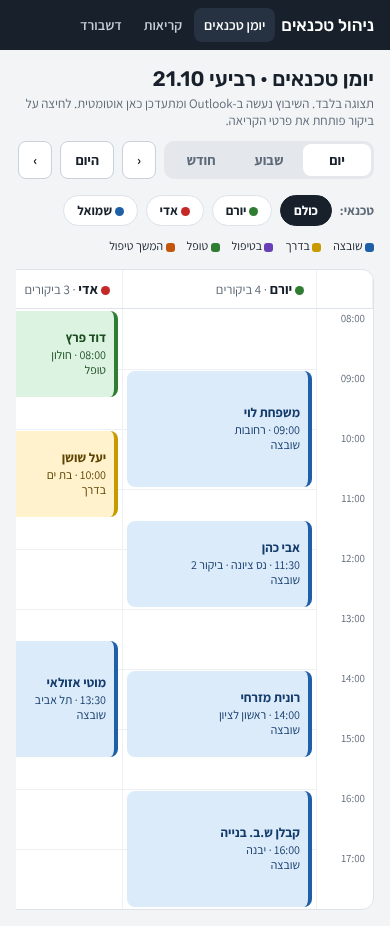 ניהול טכנאים יומן טכנאים קריאות דשבורד
יומן טכנאים • רביעי 21.10
תצוגה בלבד. השיבוץ נעשה ב-Outlook ומתעדכן כאן אוטומטית. לחיצה על
ביקור פותחת את פרטי הקריאה.
יום שבוע חודש ‹ היום ›
טכנאי: כולם יורם אדי שמואל
שובצה בדרך בטיפול טופל המשך טיפול
יורם · 4 ביקורים
אדי · 3 ביקורים
08:00
09:00
10:00
11:00
12:00
13:00
14:00
15:00
16:00
17:00
משפחת לוי
09:00 · רחובות
שובצה
אבי כהן
11:30 · נס ציונה · ביקור 2
שובצה
רונית מזרחי
14:00 · ראשון לציון
שובצה
קבלן ש.ב. בנייה
16:00 · יבנה
שובצה
דוד פרץ
08:00 · חולון
טופל
יעל שושן
10:00 · בת ים
בדרך
מוטי אזולאי
13:30 · תל אביב
שובצה